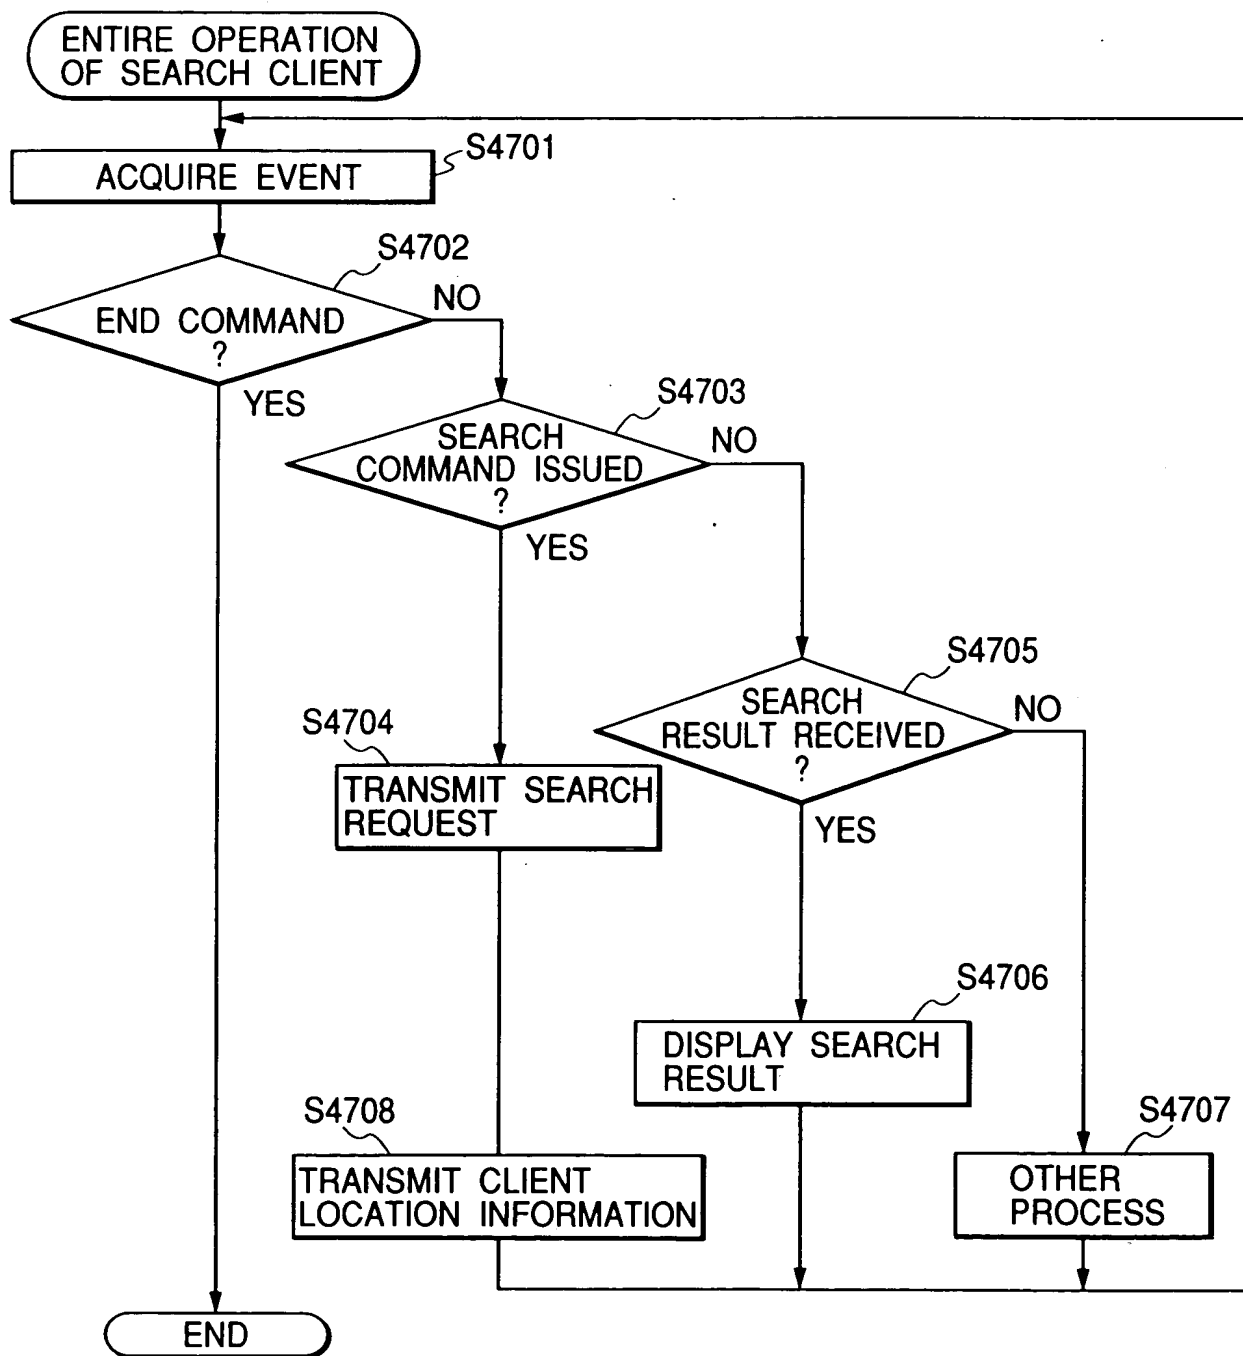 ENTIRE OPERATION
OF SEARCH CLIENT
S4701
ACQUIRE EVENT
S4702
END COMMAND
?
NO
YES
S4703
SEARCH
COMMAND ISSUED
?
NO
YES
S4705
SEARCH
RESULT RECEIVED
?
NO
YES
S4704
TRANSMIT SEARCH
REQUEST
S4706
DISPLAY SEARCH
RESULT
S4708
TRANSMIT CLIENT
LOCATION INFORMATION
S4707
OTHER
PROCESS
END